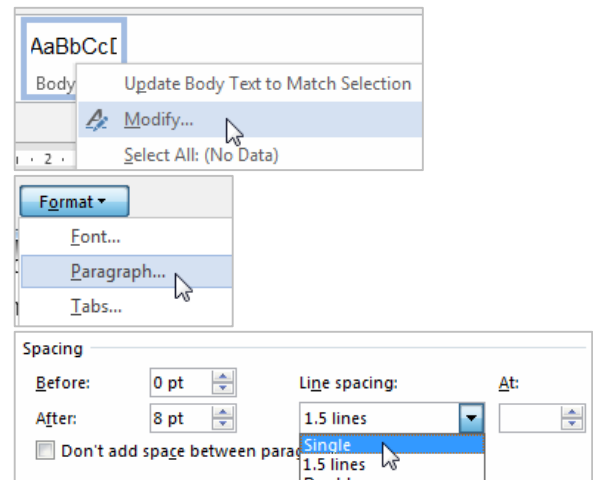 AaBbCc
Body
Update Body Text to Match Selection
Modify...
Select All: (No Data)
2
Format
Font...
Paragraph...
Tabs...
Spacing
Before: 0 pt Line spacing: At:
After: 8 pt 1.5 lines
Don't add space between
Single
1.5 lines